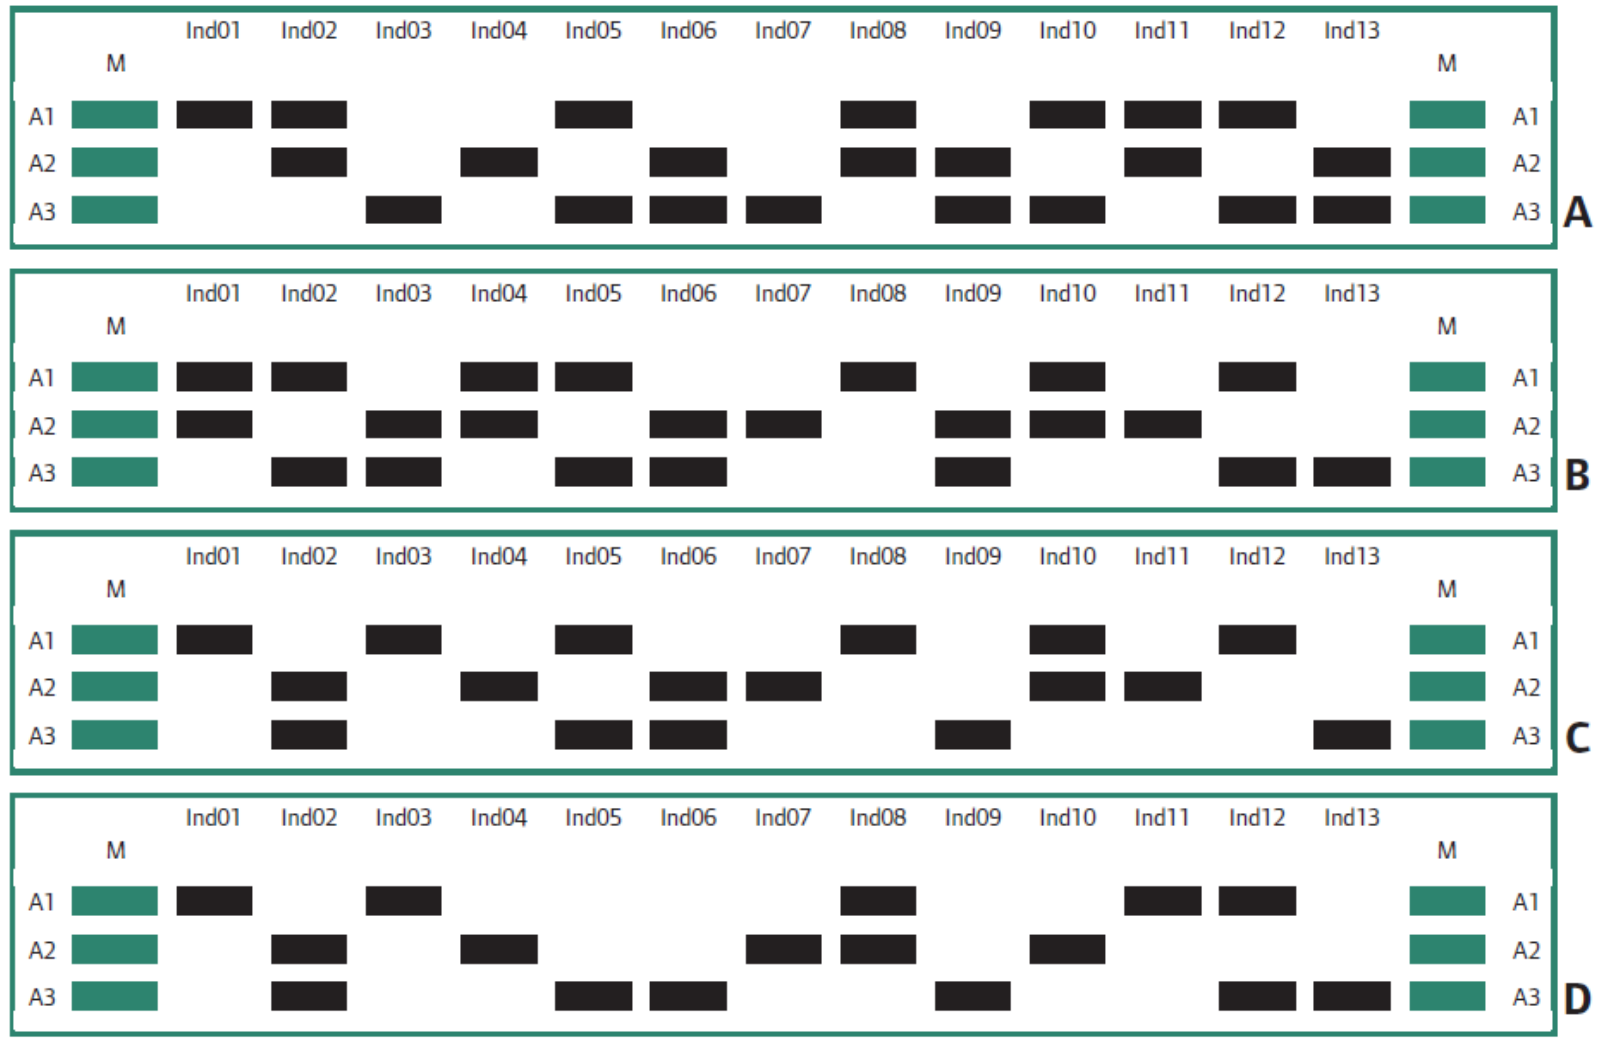 Ind01 Ind02 Ind03 Ind04 Ind05 Ind06 Ind07 Ind08 Ind09 Ind10 Ind11 Ind12 Ind13
M M
A1 A1
A2 A2
A3 A3 A
Ind01 Ind02 Ind03 Ind04 Ind05 Ind06 Ind07 Ind08 Ind09 Ind10 Ind11 Ind12 Ind13
M M
A1 A1
A2 A2
A3 A3 B
Ind01 Ind02 Ind03 Ind04 Ind05 Ind06 Ind07 Ind08 Ind09 Ind10 Ind11 Ind12 Ind13
M M
A1 A1
A2 A2
A3 A3 C
Ind01 Ind02 Ind03 Ind04 Ind05 Ind06 Ind07 Ind08 Ind09 Ind10 Ind11 Ind12 Ind13
M M
A1 A1
A2 A2
A3 A3 D